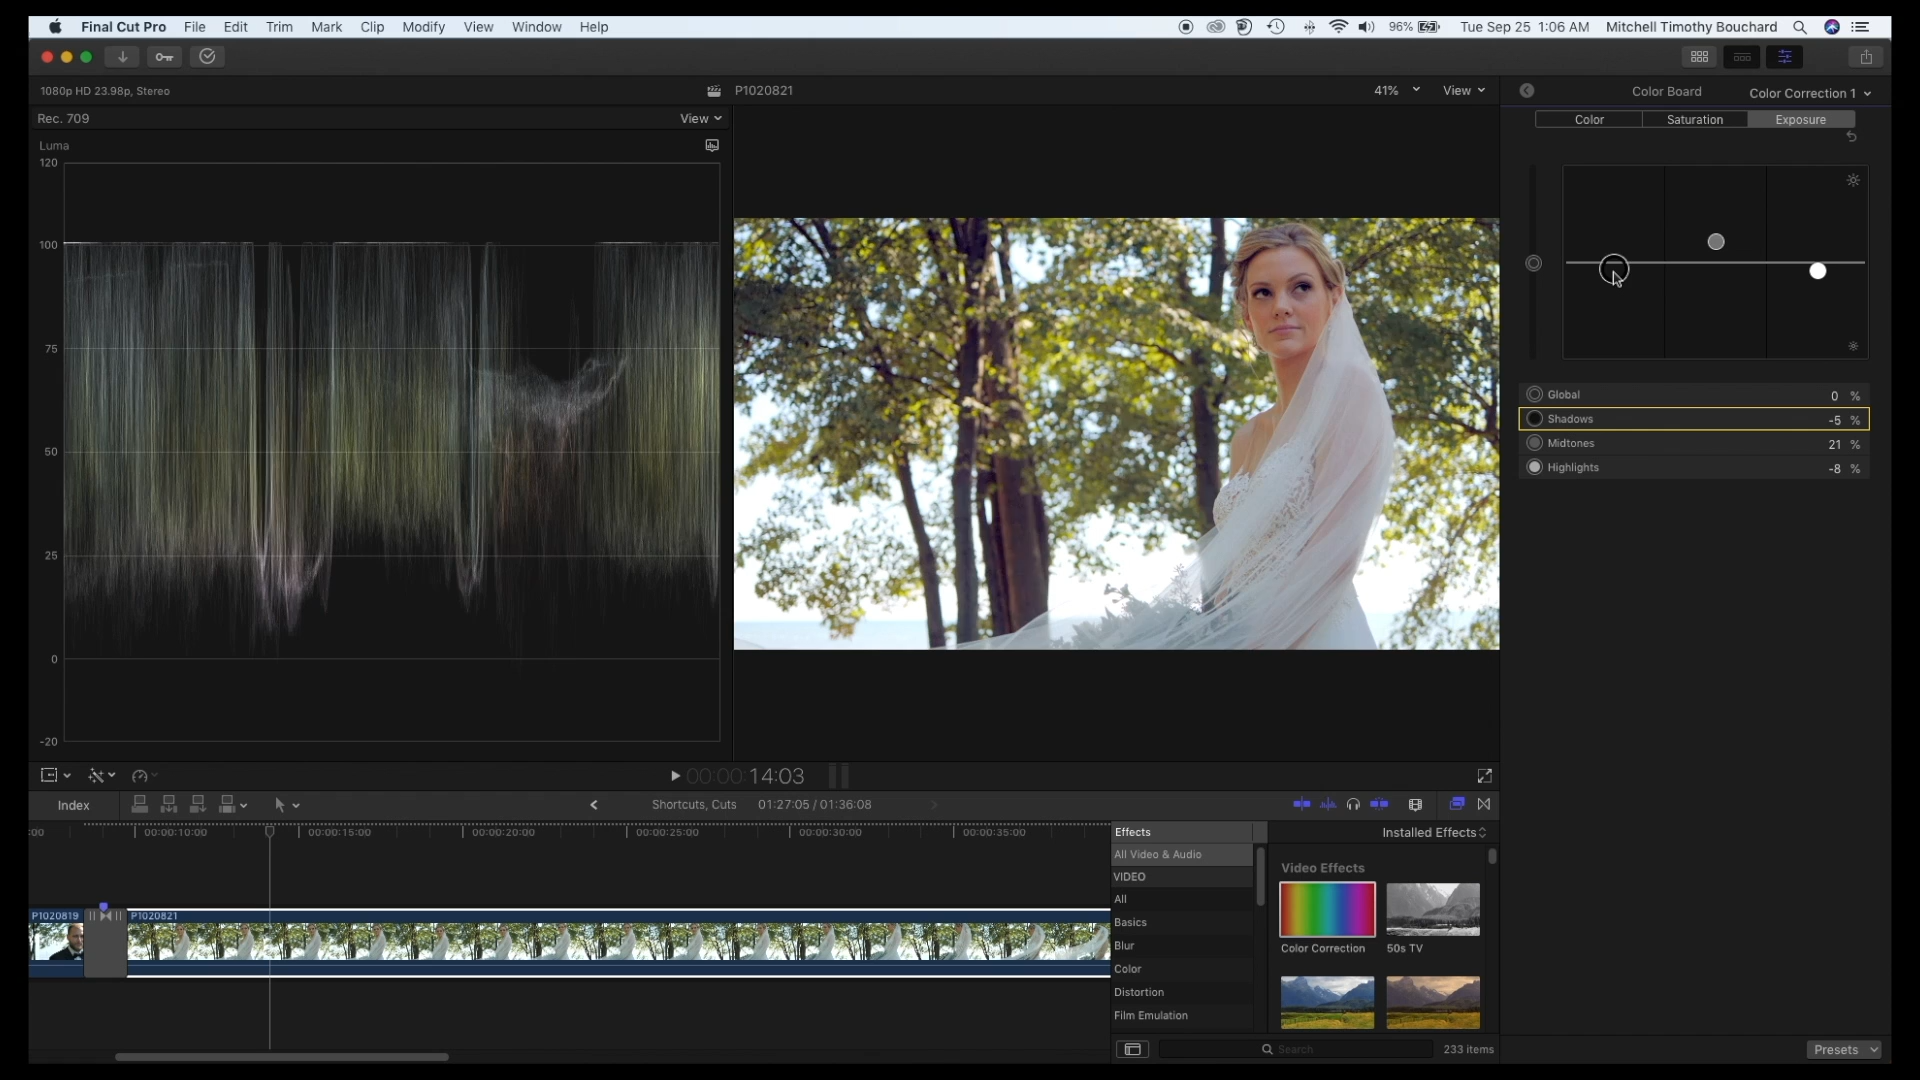 Final Cut Pro File Edit Trim Mark Clip Modify View Window Help 96% Tue Sep 25 1:06 AM Mitchell Timothy Bouchard
1080p HD 23.98p, Stereo
P1020821 41% View
Color Board Color Correction 1
Rec. 709 View
Color Saturation Exposure
Luma
120
100
75
50
25
0
-20
Global 0 %
Shadows -5 %
Midtones 21 %
Highlights -8 %
00:00:00:14:03
Index Shortcuts, Cuts 01:27:05 / 01:36:08
:00 00:00:10:00 00:00:15:00 00:00:20:00 00:00:25:00 00:00:30:00 00:00:35:00
P1020819 P1020821
Effects Installed Effects
All Video & Audio
VIDEO
All
Basics
Blur
Color
Distortion
Film Emulation
Video Effects
Color Correction 50s TV
Search 233 items
Presets